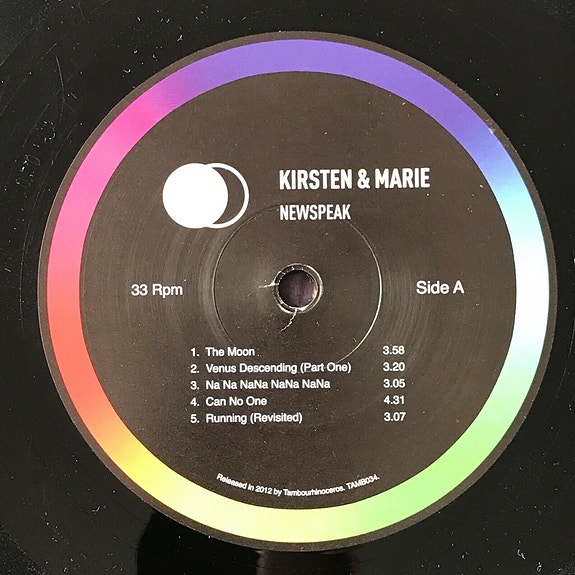 KIRSTEN & MARIE
NEWSPEAK
33 Rpm
Side A
1. The Moon 3.58
2. Venus Descending (Part One) 3.20
3. Na Na NaNa NaNa NaNa 3.05
4. Can No One 4.31
5. Running (Revisited) 3.07
Released in 2012 by Tambourhinoceros. TAMB034.